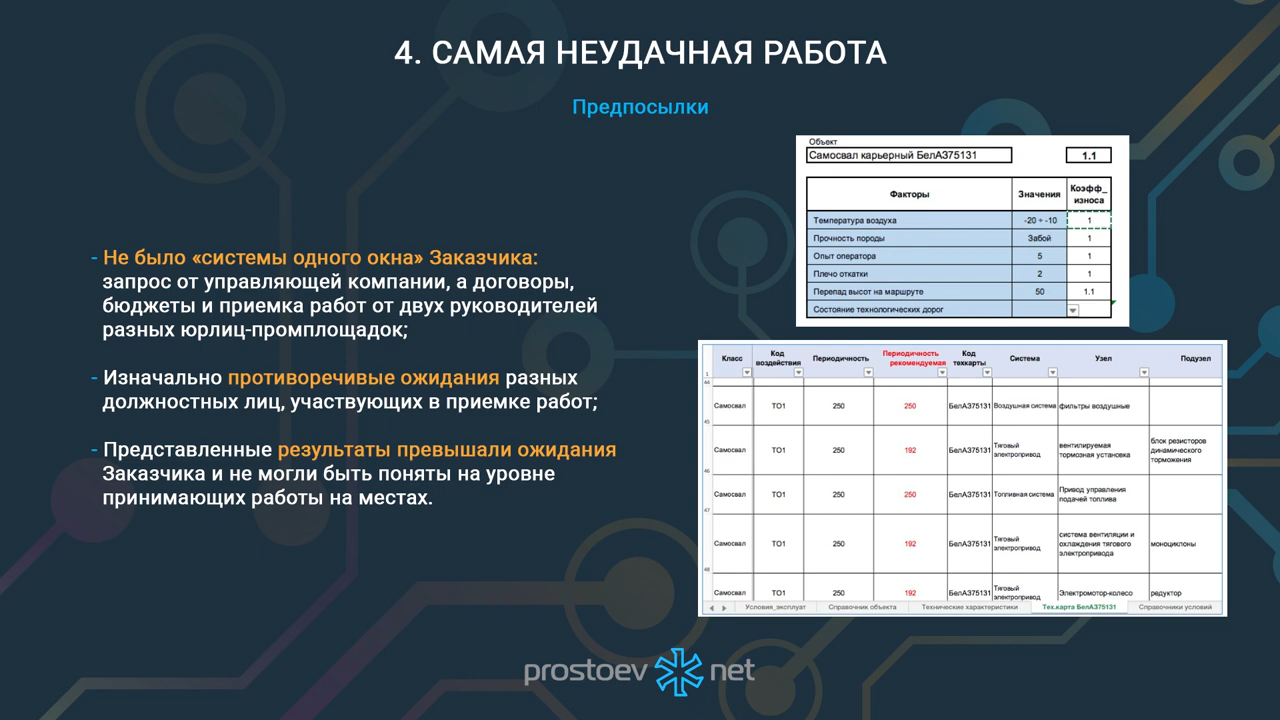 4. САМАЯ НЕУДАЧНАЯ РАБОТА
Предпосылки
- Не было «системы одного окна» Заказчика:
запрос от управляющей компании, а договоры,
бюджеты и приемка работ от двух руководителей
разных юрлиц-промплощадок;
- Изначально противоречивые ожидания разных
должностных лиц, участвующих в приемке работ;
- Представленные результаты превышали ожидания
Заказчика и не могли быть поняты на уровне
принимающих работы на местах.
Объект
Самосвал карьерный БелАЗ75131 1.1
Факторы Значения Коэфф_
износа
Температура воздуха -20 ÷ -10 1
Прочность породы Забой 1
Опыт оператора 5 1
Плечо откатки 2 1
Перепад высот на маршруте 50 1.1
Состояние технологических дорог
1 Класс Код
воздействия Периодичность Периодичность
рекомендуемая Код
техкарты Система Узел Подузел
44
Самосвал ТО1 250 250 БелАЗ75131 Воздушная система фильтры воздушные
45
Самосвал ТО1 250 192 БелАЗ75131 Тяговый
электропривод вентилируемая
тормозная установка блок резисторов
динамического
торможения
46
Самосвал ТО1 250 250 БелАЗ75131 Топливная система Привод управления
подачей топлива
47
Самосвал ТО1 250 192 БелАЗ75131 Тяговый
электропривод система вентиляции и
охлаждения тягового
электропривода моноциклоны
48
Самосвал ТО1 250 192 БелАЗ75131 Тяговый
электропривод Электромотор-колесо редуктор
Условия_эксплуат Справочник объекта Технические характеристики Тех.карта БелАЗ75131 Справочники условий
prostoev net